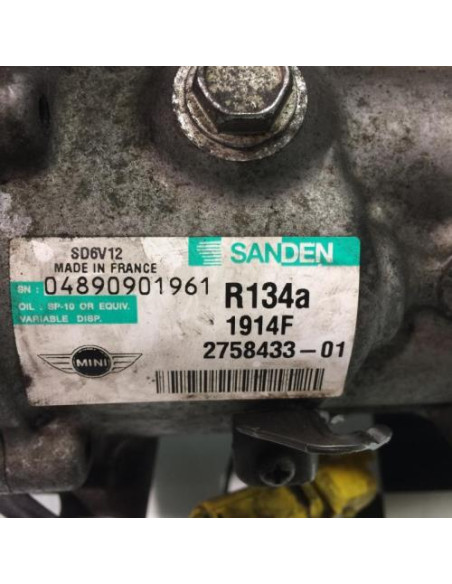 SD6V12
MADE IN FRANCE
SN : 04890901961
OIL : SP-10 OR EQUIV.
VARIABLE DISP.
MINI
SANDEN
R134a
1914F
2758433-01